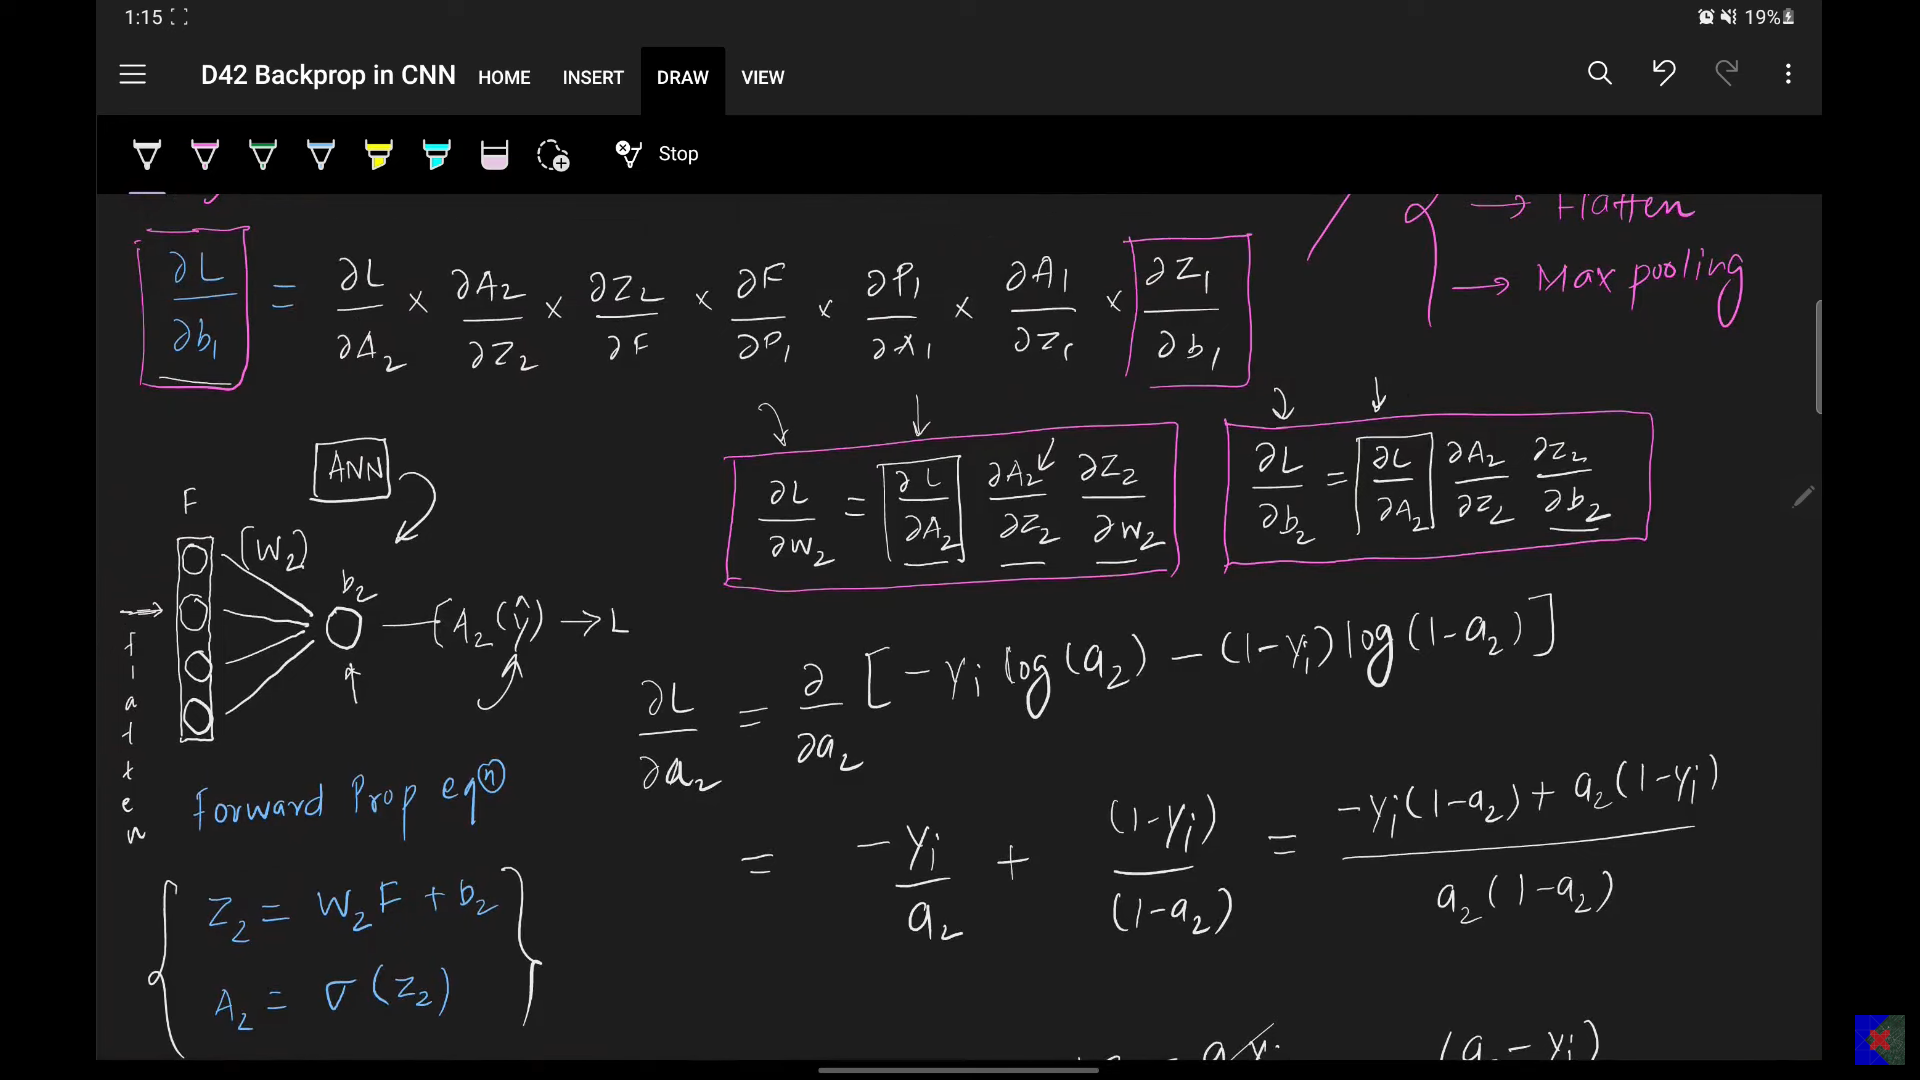 1:15
19%
D42 Backprop in CNN HOME INSERT DRAW VIEW
Stop
→ Flatten
→ Max pooling
∂L/∂b₁ = ∂L/∂A₂ × ∂A₂/∂Z₂ × ∂Z₂/∂F × ∂F/∂P₁ × ∂P₁/∂A₁ × ∂A₁/∂Z₁ × ∂Z₁/∂b₁
∂L/∂W₂ = ∂L/∂A₂ ∂A₂/∂Z₂ ∂Z₂/∂W₂
∂L/∂b₂ = ∂L/∂A₂ ∂A₂/∂Z₂ ∂Z₂/∂b₂
ANN
F
[W₂)
b₂
[A₂(ŷ) → L
flatten
∂L/∂a₂ = ∂/∂a₂ [-yᵢ log(a₂) - (1-yᵢ) log(1-a₂)]
= -yᵢ/a₂ + (1-yᵢ)/(1-a₂) = -yᵢ(1-a₂) + a₂(1-yᵢ) / a₂(1-a₂)
Forward Prop eqⁿ
Z₂ = W₂F + b₂
A₂ = σ(Z₂)
(a₂ - yᵢ)